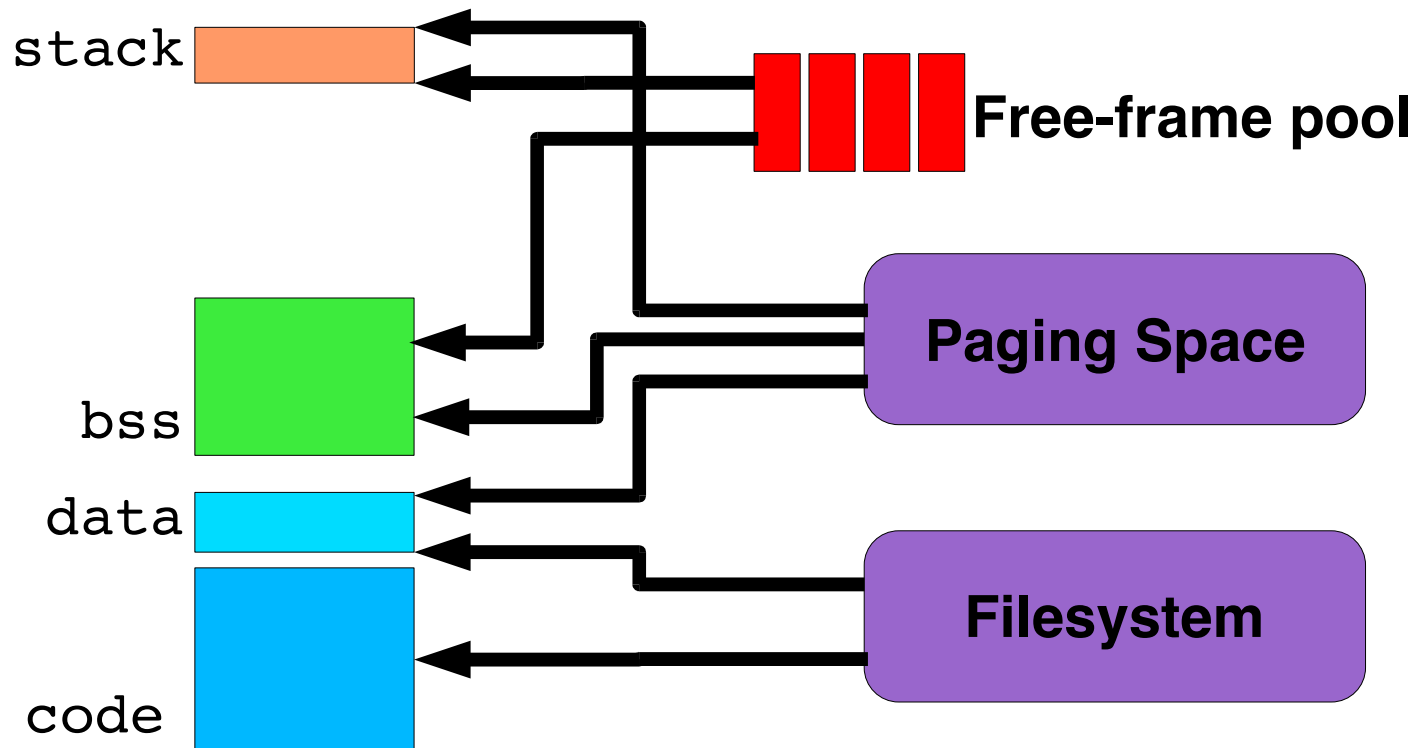 stack
Free-frame pool
Paging Space
bss
data
Filesystem
code